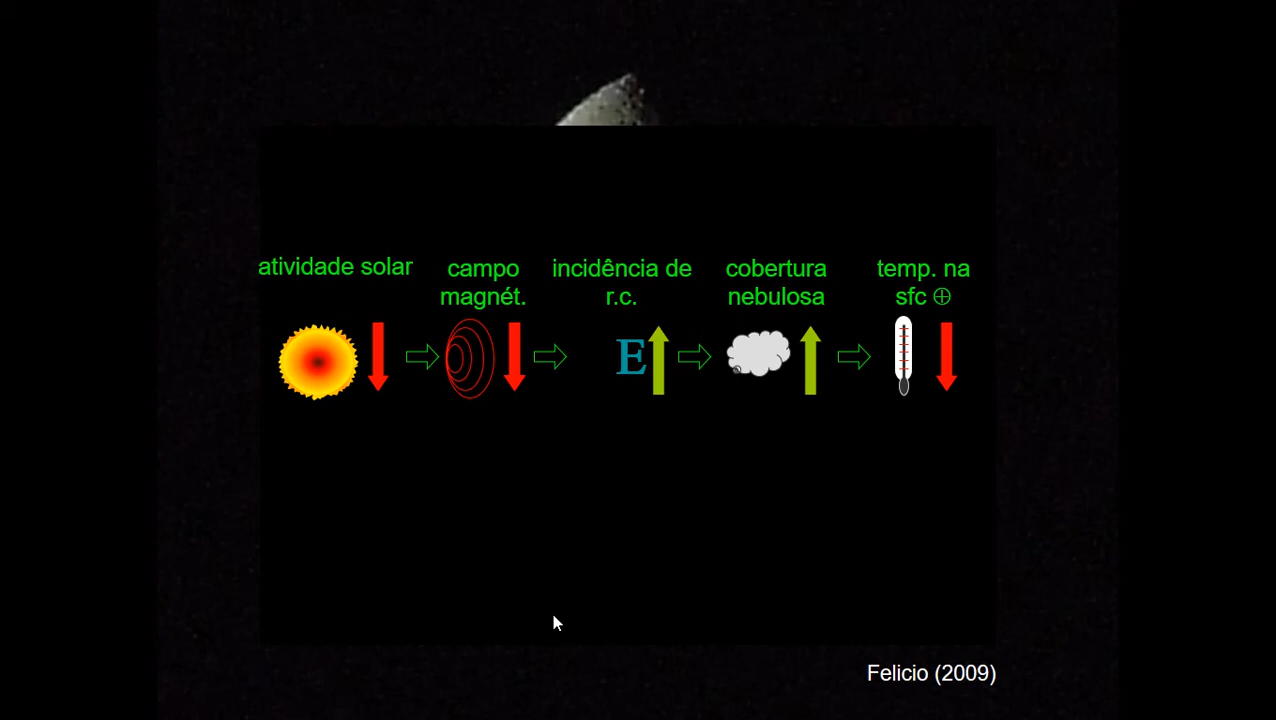 atividade solar
campo
magnét.
incidência de
r.c.
cobertura
nebulosa
temp. na
sfc ⊕
E
Felicio (2009)